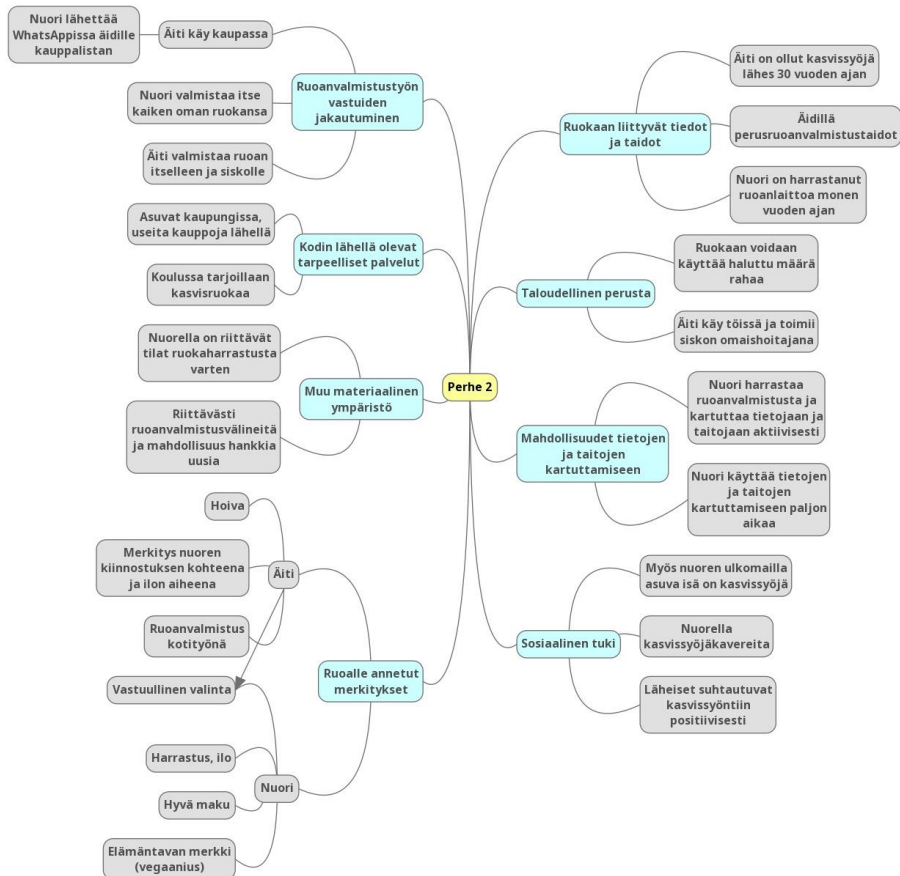 Nuori lähettää
WhatsAppissa äidille
kauppalistan
Äiti käy kaupassa
Nuori valmistaa itse
kaiken oman ruokansa
Äiti valmistaa ruoan
itselleen ja siskolle
Ruoanvalmistustyön
vastuiden
jakautuminen
Asuvat kaupungissa,
useita kauppoja lähellä
Koulussa tarjoillaan
kasvisruokaa
Kodin lähellä olevat
tarpeelliset palvelut
Nuorella on riittävät
tilat ruokaharrastusta
varten
Riittävästi
ruoanvalmistusvälineitä
ja mahdollisuus hankkia
uusia
Muu materiaalinen
ympäristö
Hoiva
Merkitys nuoren
kiinnostuksen kohteena
ja ilon aiheena
Ruoanvalmistus
kotityönä
Äiti
Vastuullinen valinta
Harrastus, ilo
Hyvä maku
Elämäntavan merkki
(vegaanius)
Nuori
Ruoalle annetut
merkitykset
Perhe 2
Ruokaan liittyvät tiedot
ja taidot
Äiti on ollut kasvissyöjä
lähes 30 vuoden ajan
Äidillä
perusruoanvalmistustaidot
Nuori on harrastanut
ruoanlaittoa monen
vuoden ajan
Taloudellinen perusta
Ruokaan voidaan
käyttää haluttu määrä
rahaa
Äiti käy töissä ja toimii
siskon omaishoitajana
Mahdollisuudet tietojen
ja taitojen
kartuttamiseen
Nuori harrastaa
ruoanvalmistusta ja
kartuttaa tietojaan ja
taitojaan aktiivisesti
Nuori käyttää tietojen
ja taitojen
kartuttamiseen paljon
aikaa
Sosiaalinen tuki
Myös nuoren ulkomailla
asuva isä on kasvissyöjä
Nuorella
kasvissyöjäkavereita
Läheiset suhtautuvat
kasvissyöntiin
positiivisesti